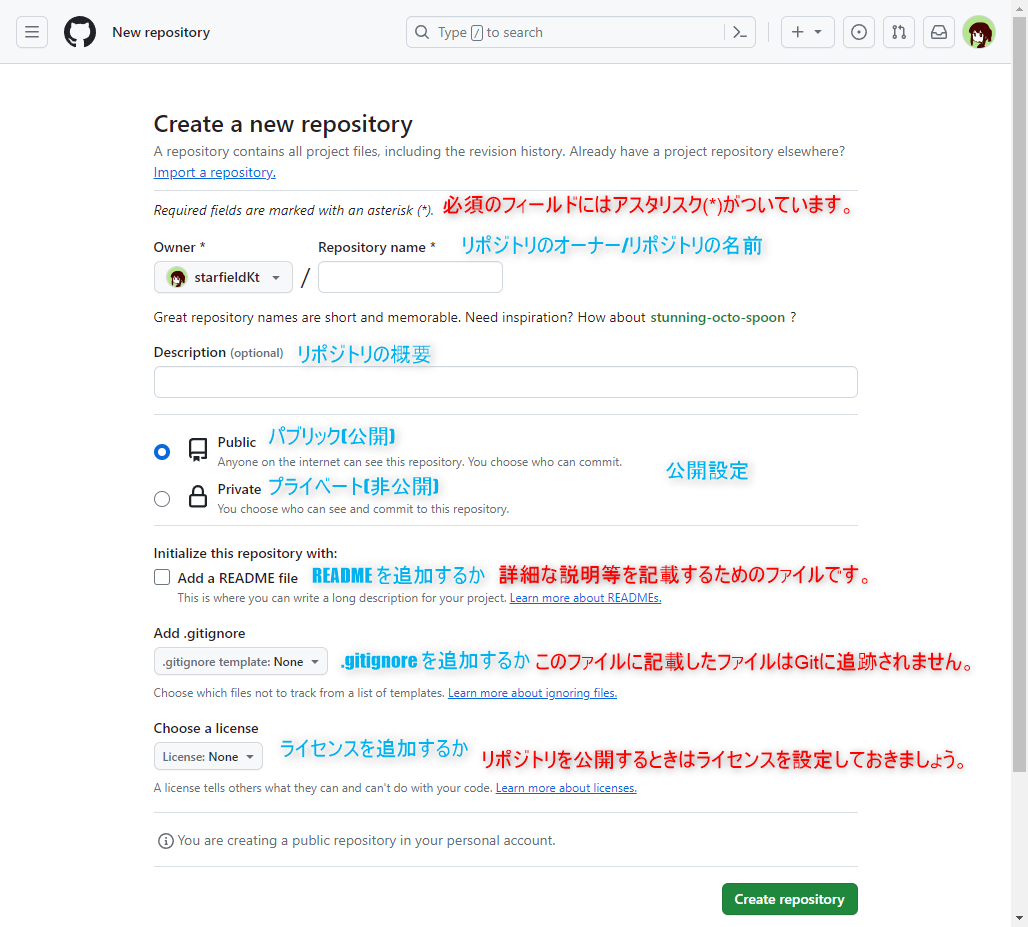 New repository
Type / to search
Create a new repository
A repository contains all project files, including the revision history. Already have a project repository elsewhere?
Import a repository.
Required fields are marked with an asterisk (*). 必須のフィールドにはアスタリスク(*)がついています。
Owner * Repository name * リポジトリのオーナー/リポジトリの名前
starfieldKt /
Great repository names are short and memorable. Need inspiration? How about stunning-octo-spoon ?
Description (optional) リポジトリの概要
Public パブリック(公開)
Anyone on the internet can see this repository. You choose who can commit.
公開設定
Private プライベート(非公開)
You choose who can see and commit to this repository.
Initialize this repository with:
Add a README file READMEを追加するか 詳細な説明等を記載するためのファイルです。
This is where you can write a long description for your project. Learn more about READMEs.
Add .gitignore
.gitignore template: None .gitignoreを追加するか このファイルに記載したファイルはGitに追跡されません。
Choose which files not to track from a list of templates. Learn more about ignoring files.
Choose a license
License: None ライセンスを追加するか リポジトリを公開するときはライセンスを設定しておきましょう。
A license tells others what they can and can't do with your code. Learn more about licenses.
You are creating a public repository in your personal account.
Create repository